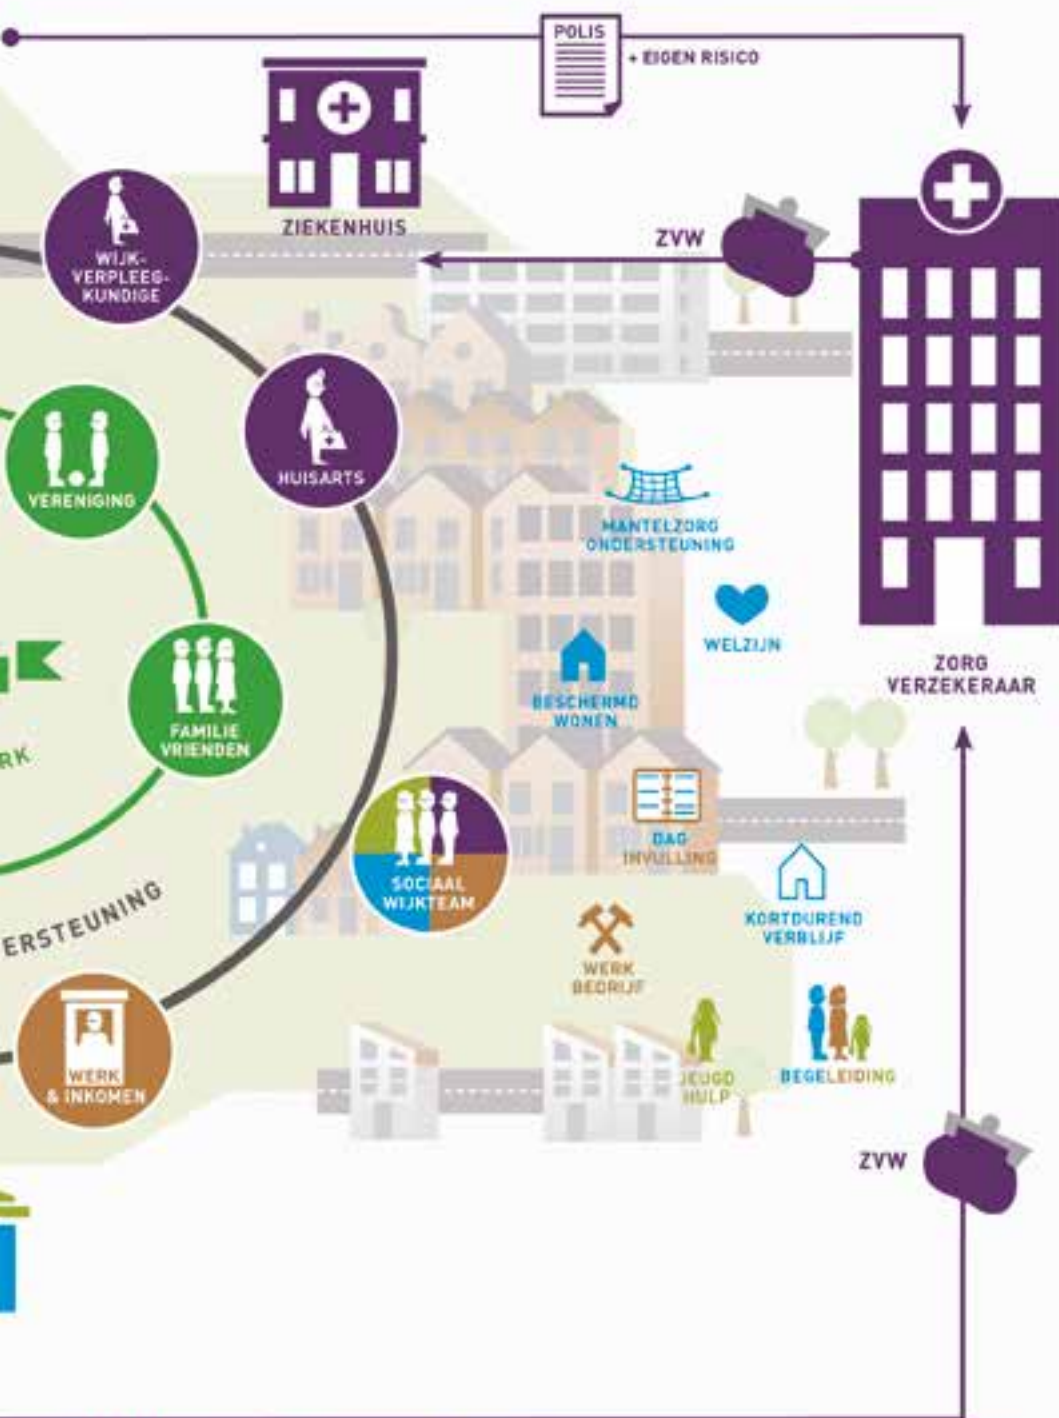 POLIS
+ EIGEN RISICO
ZIEKENHUIS
ZVW
WIJK-
VERPLEEG-
KUNDIGE
HUISARTS
VERENIGING
MANTELZORG
ONDERSTEUNING
WELZIJN
ZORG
VERZEKERAAR
BESCHERMD
WONEN
FAMILIE
VRIENDEN
RK
DAG
INVULLING
SOCIAAL
WIJKTEAM
KORTDUREND
VERBLIJF
ERSTEUNING
WERK
BEDRIJF
WERK
& INKOMEN
JEUGD
HULP
BEGELEIDING
ZVW